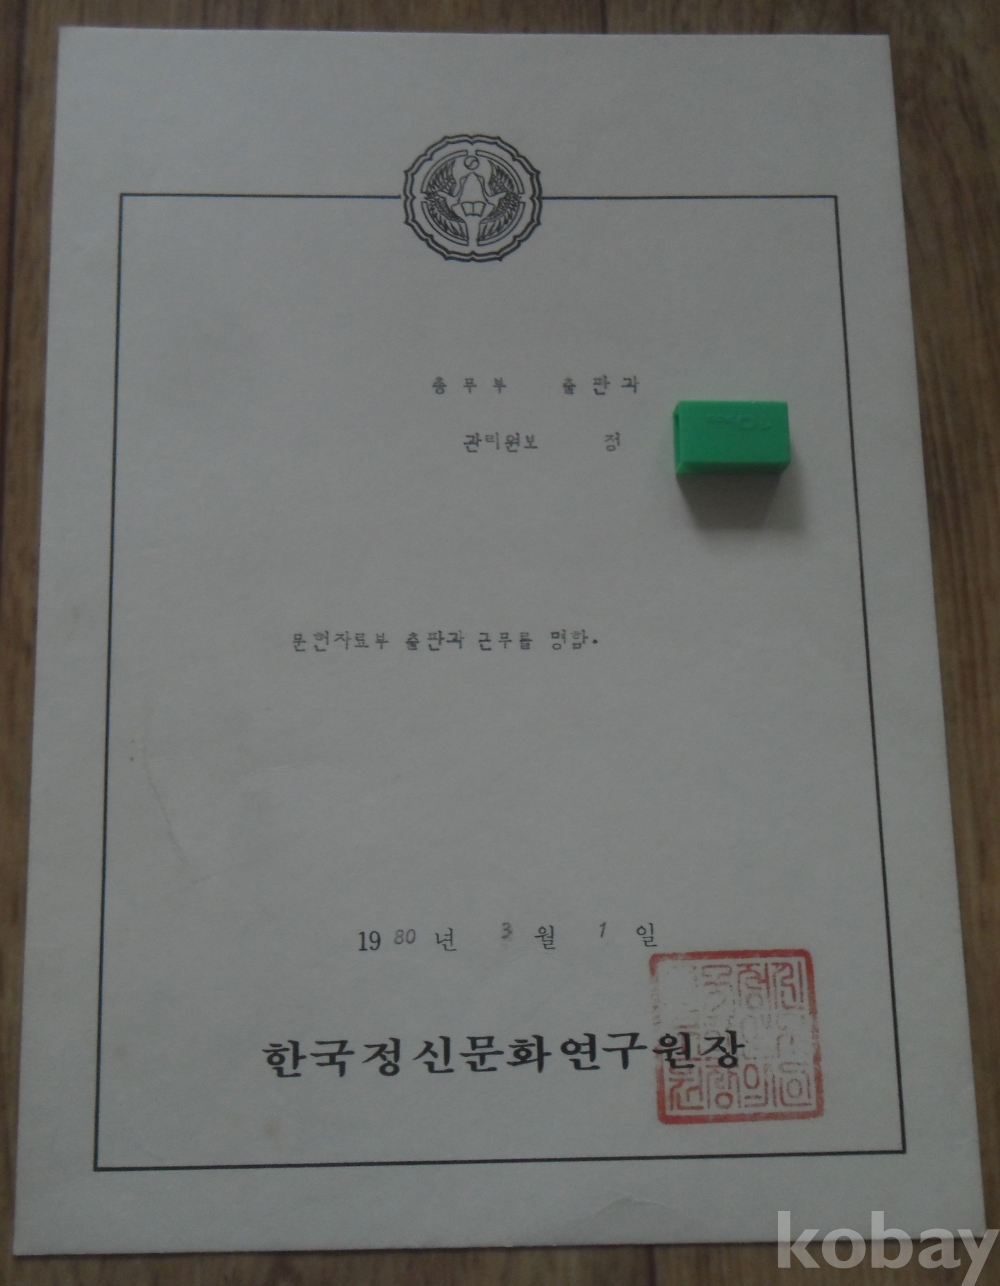 총무부 출판과
관리원보 정
문헌자료부 출판과 근무를 명함.
1980년 3월 1일
한국정신문화연구원장
kobay